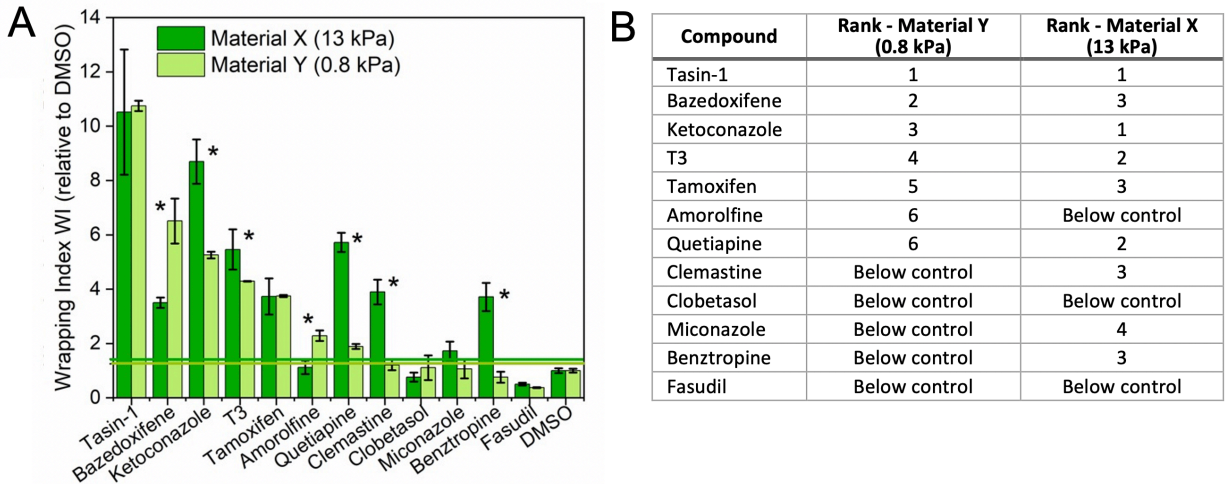 A
Wrapping Index WI (relative to DMSO)
14
12
10
8
6
4
2
0
Material X (13 kPa)
Material Y (0.8 kPa)
*
*
*
*
*
*
*
Tasin-1
Bazedoxifene
Ketoconazole
T3
Tamoxifen
Amorolfine
Quetiapine
Clemastine
Clobetasol
Miconazole
Benztropine
Fasudil
DMSO
B
Compound Rank - Material Y (0.8 kPa) Rank - Material X (13 kPa)
Tasin-1 1 1
Bazedoxifene 2 3
Ketoconazole 3 1
T3 4 2
Tamoxifen 5 3
Amorolfine 6 Below control
Quetiapine 6 2
Clemastine Below control 3
Clobetasol Below control Below control
Miconazole Below control 4
Benztropine Below control 3
Fasudil Below control Below control